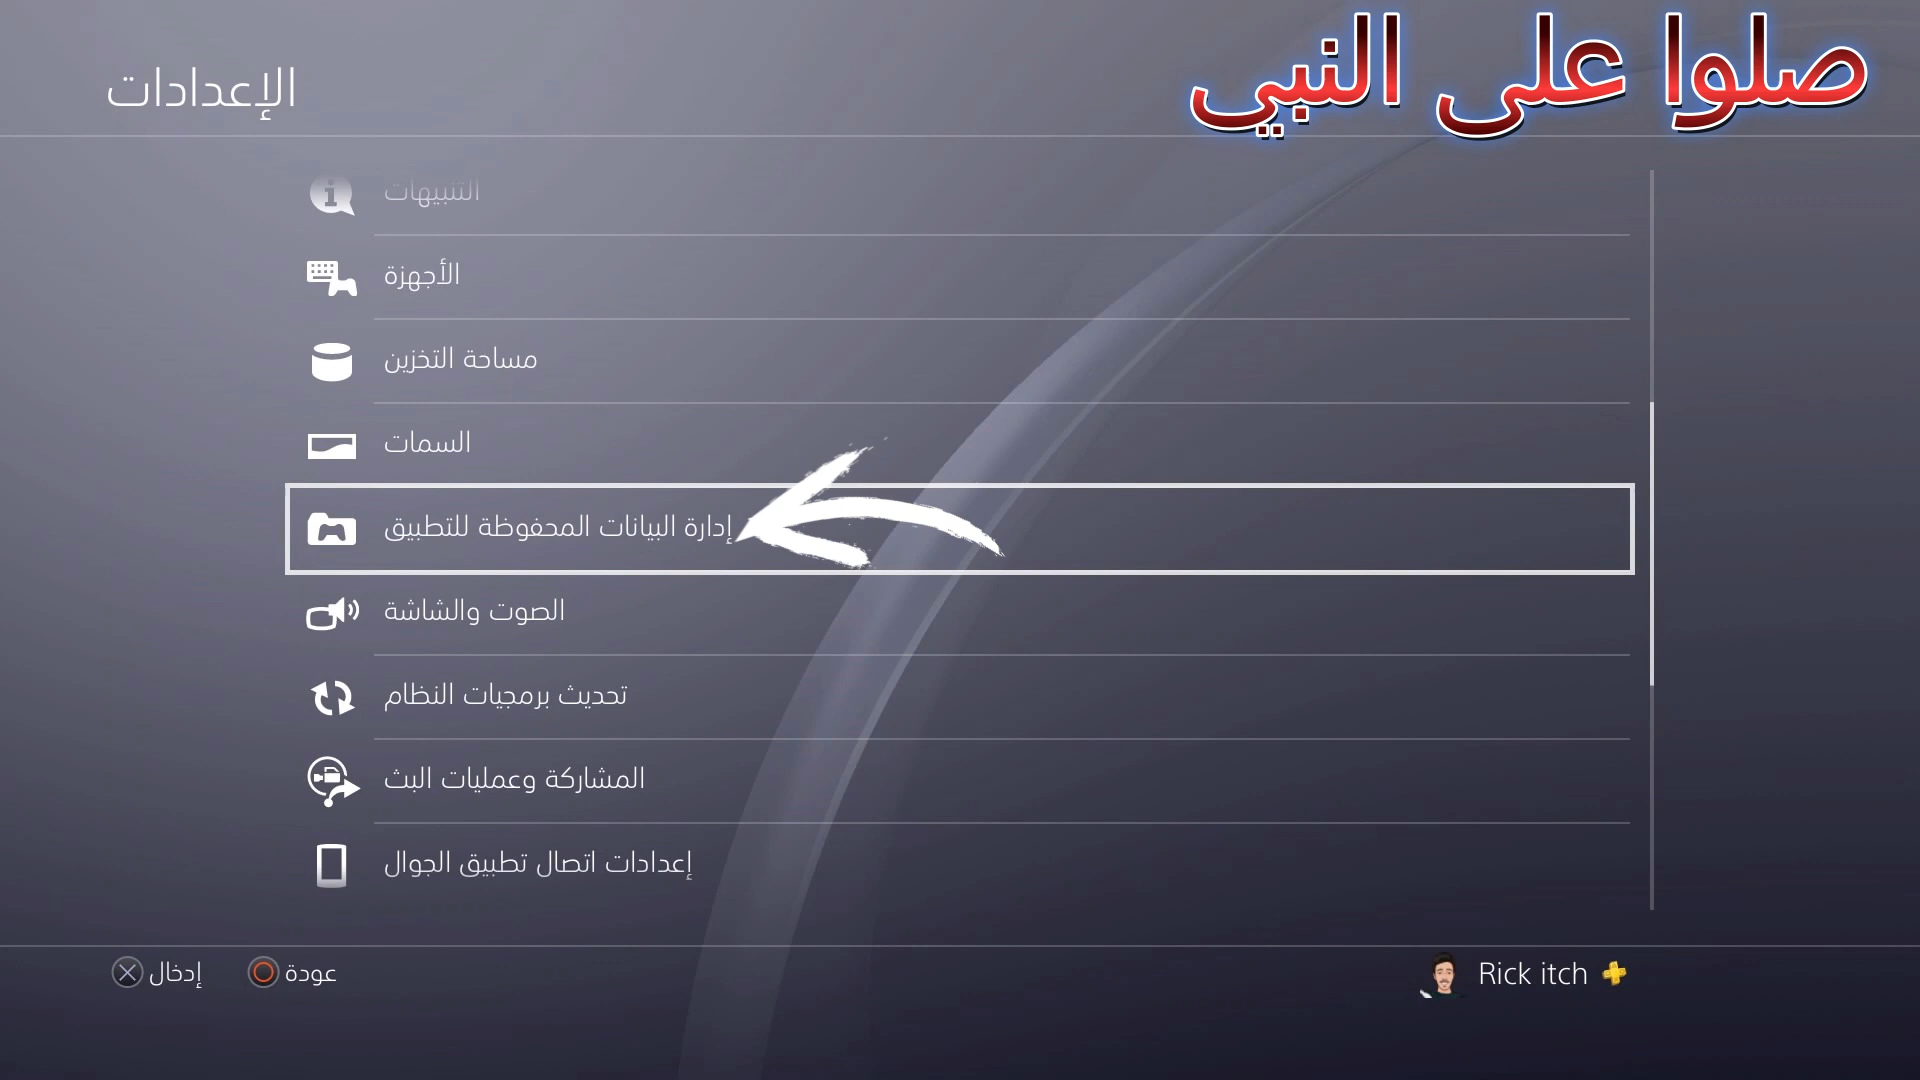 صلوا على النبي
الإعدادات
التنبيهات
الأجهزة
مساحة التخزين
السمات
إدارة البيانات المحفوظة للتطبيق
الصوت والشاشة
تحديث برمجيات النظام
المشاركة وعمليات البث
إعدادات اتصال تطبيق الجوال
إدخال
عودة
Rick itch